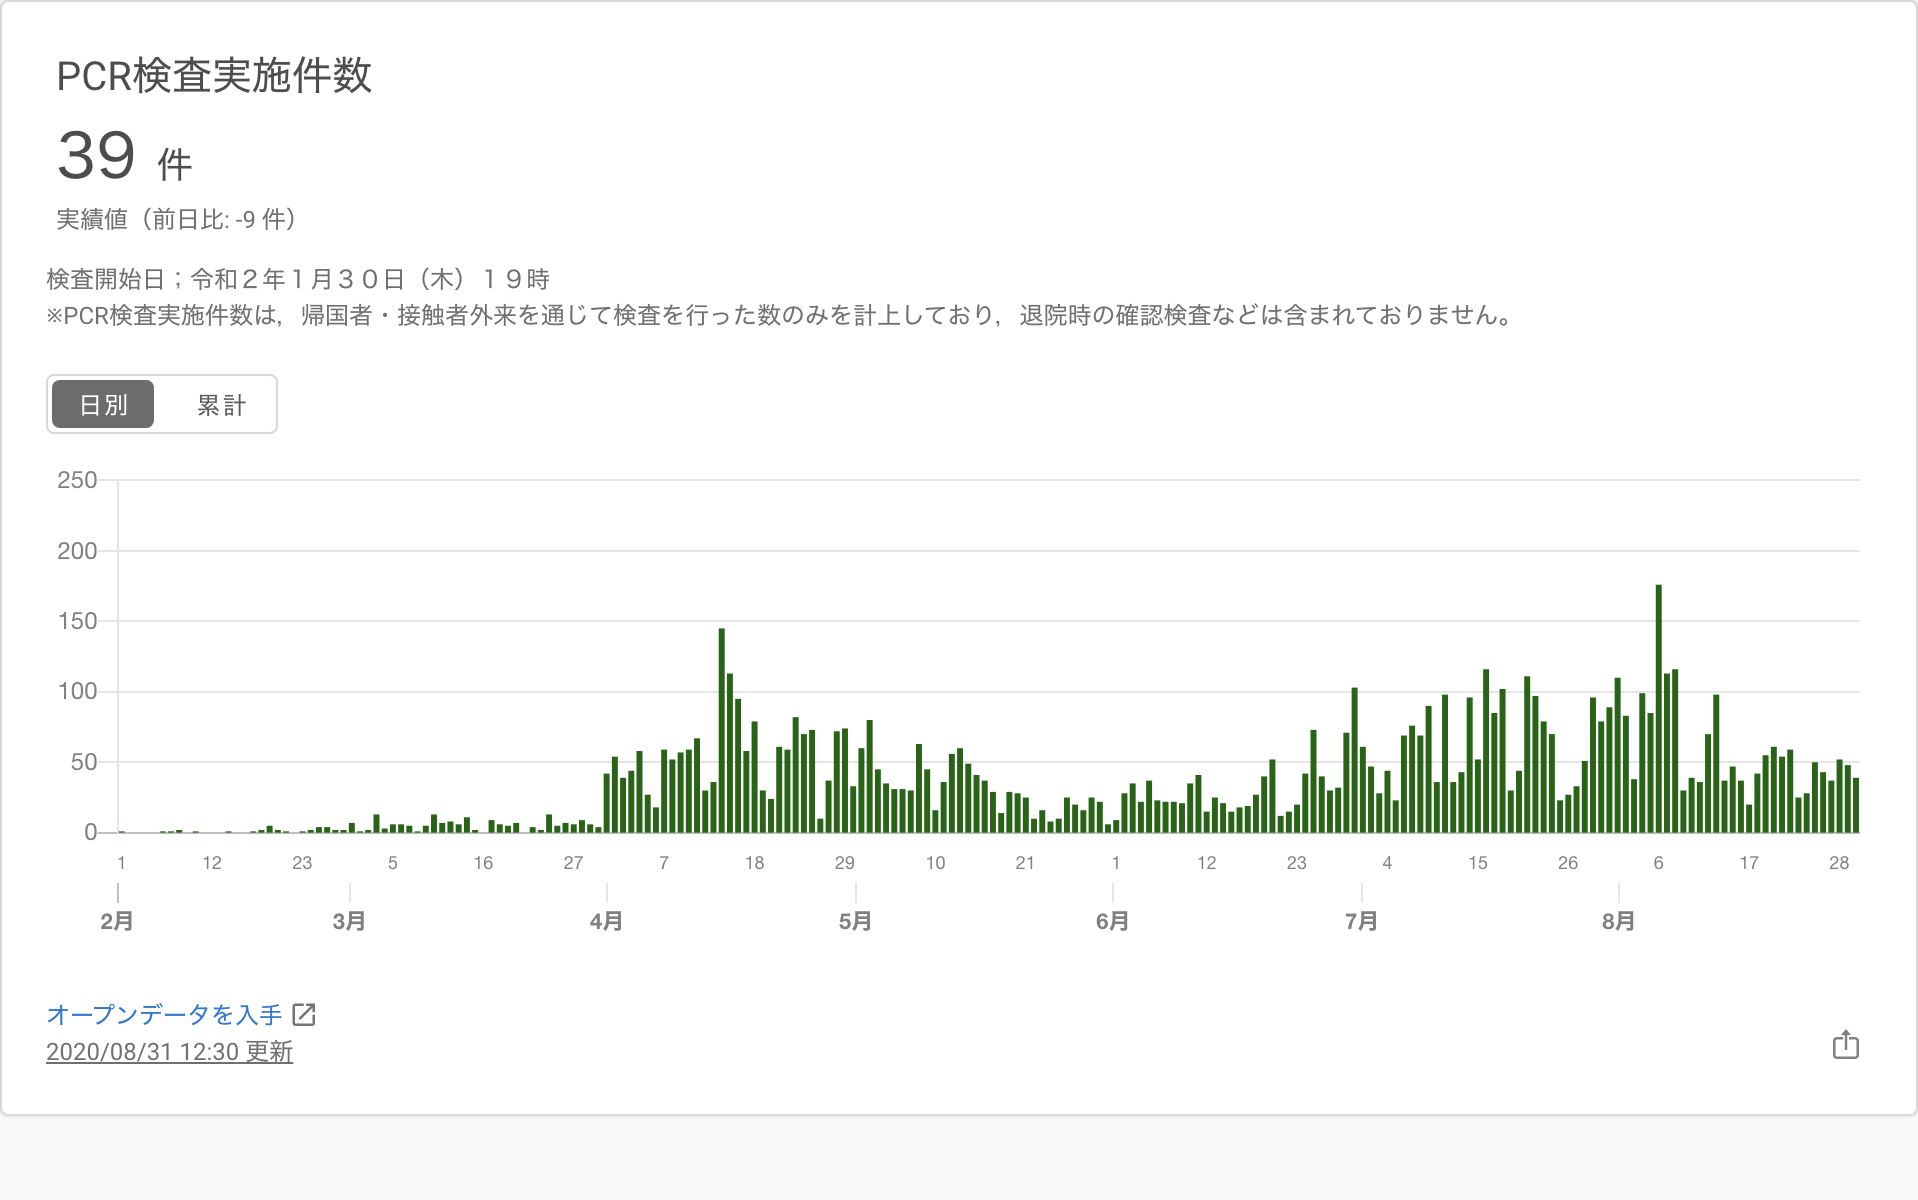 PCR検査実施件数
39 件
実績値（前日比: -9 件）
検査開始日；令和２年１月３０日（木）１９時
※PCR検査実施件数は，帰国者・接触者外来を通じて検査を行った数のみを計上しており，退院時の確認検査などは含まれておりません。
日別 累計
250
200
150
100
50
0
1 12 23 5 16 27 7 18 29 10 21 1 12 23 4 15 26 6 17 28
2月 3月 4月 5月 6月 7月 8月
オープンデータを入手
2020/08/31 12:30 更新